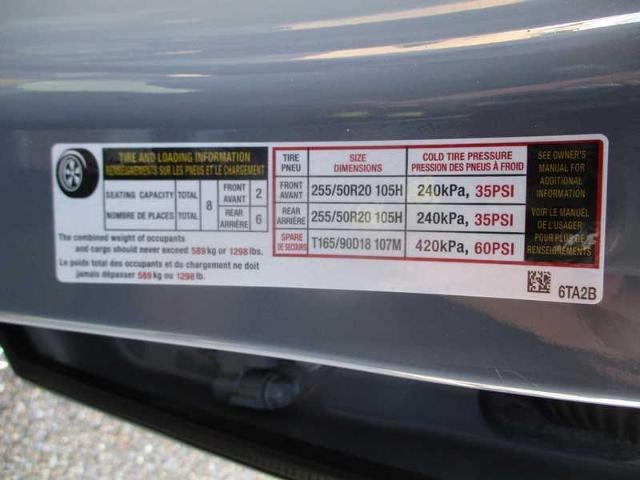 TIRE AND LOADING INFORMATION
RENSEIGNEMENTS SUR LES PNEUS ET LE CHARGEMENT
SEATING CAPACITY TOTAL 8 FRONT AVANT 2
NOMBRE DE PLACES TOTAL REAR ARRIÈRE 6
The combined weight of occupants
and cargo should never exceed 589 kg or 1298 lbs.
Le poids total des occupants et du chargement ne doit
jamais dépasser 589 kg ou 1298 lb.
TIRE PNEU SIZE DIMENSIONS COLD TIRE PRESSURE PRESSION DES PNEUS À FROID
FRONT AVANT 255/50R20 105H 240kPa, 35PSI
REAR ARRIÈRE 255/50R20 105H 240kPa, 35PSI
SPARE DE SECOURS T165/90D18 107M 420kPa, 60PSI
SEE OWNER'S
MANUAL FOR
ADDITIONAL
INFORMATION
VOIR LE MANUEL
DE L'USAGER
POUR PLUS DE
RENSEIGNEMENTS
6TA2B